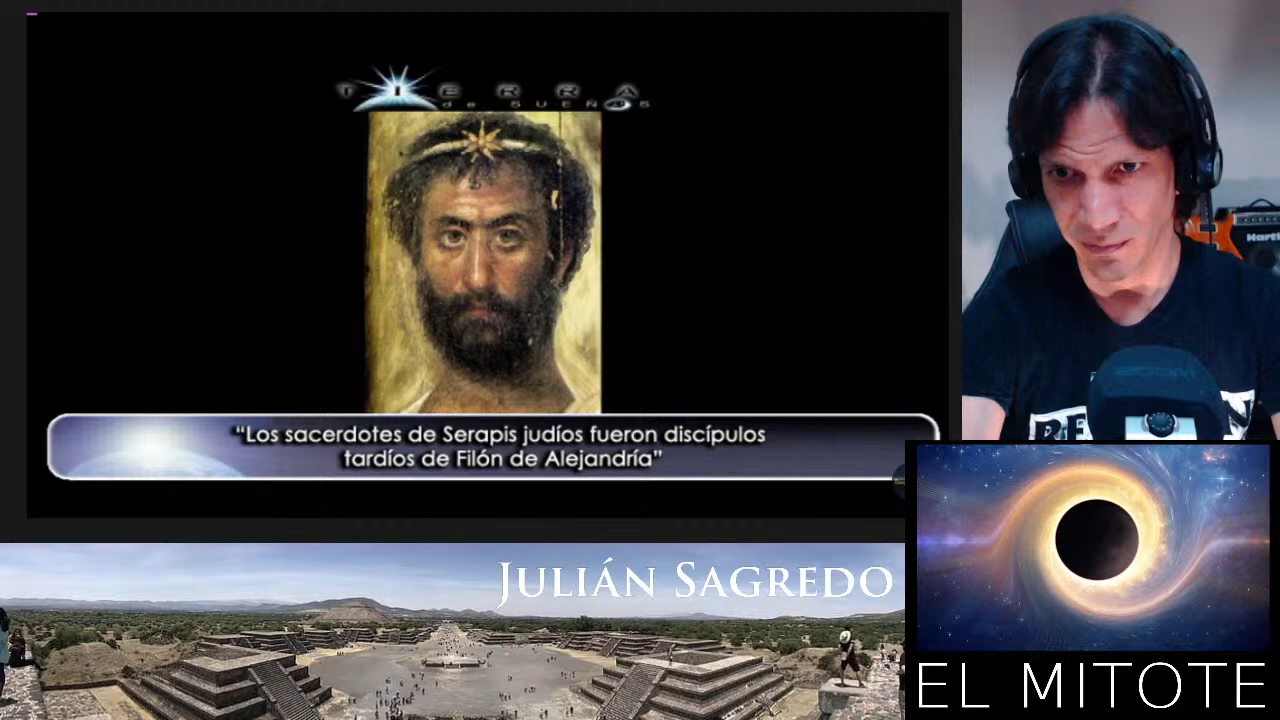 TIERRA
de SUEÑOS
“Los sacerdotes de Serapis judíos fueron discípulos
tardíos de Filón de Alejandría”
JULIÁN SAGREDO
EL MITOTE